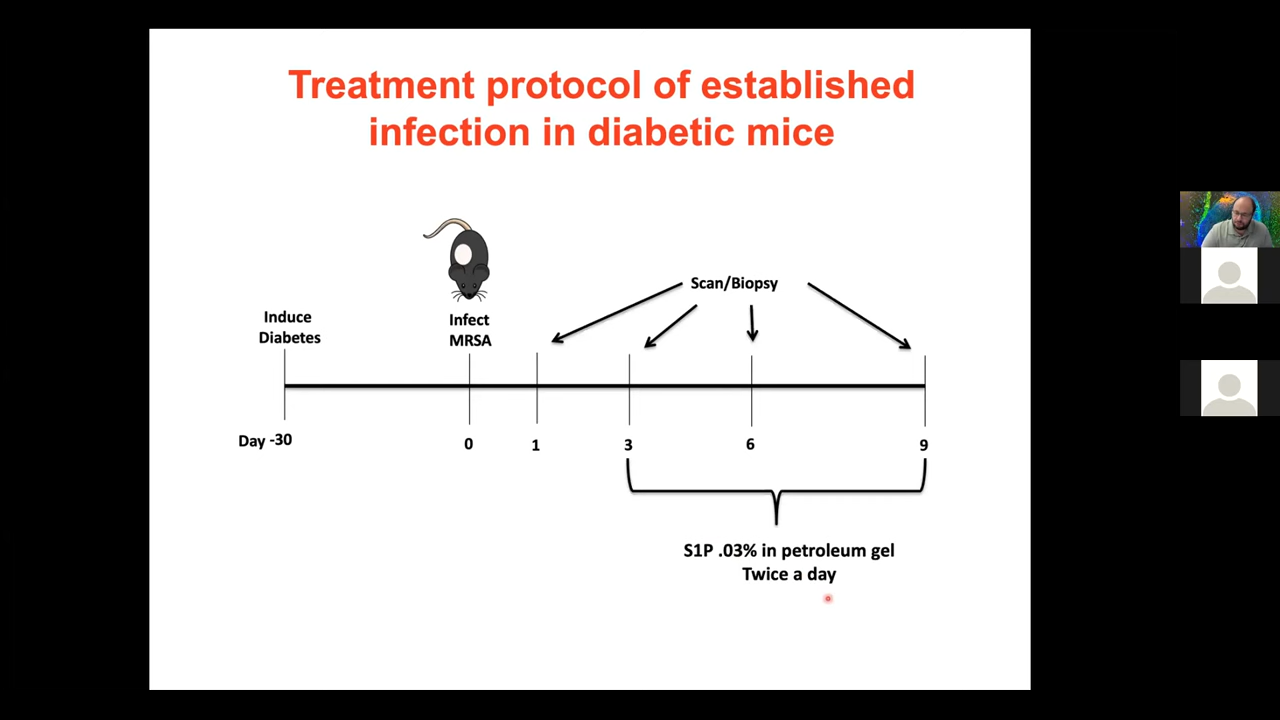 Treatment protocol of established
infection in diabetic mice
Scan/Biopsy
Induce
Diabetes
Infect
MRSA
Day -30
0
1
3
6
9
S1P .03% in petroleum gel
Twice a day